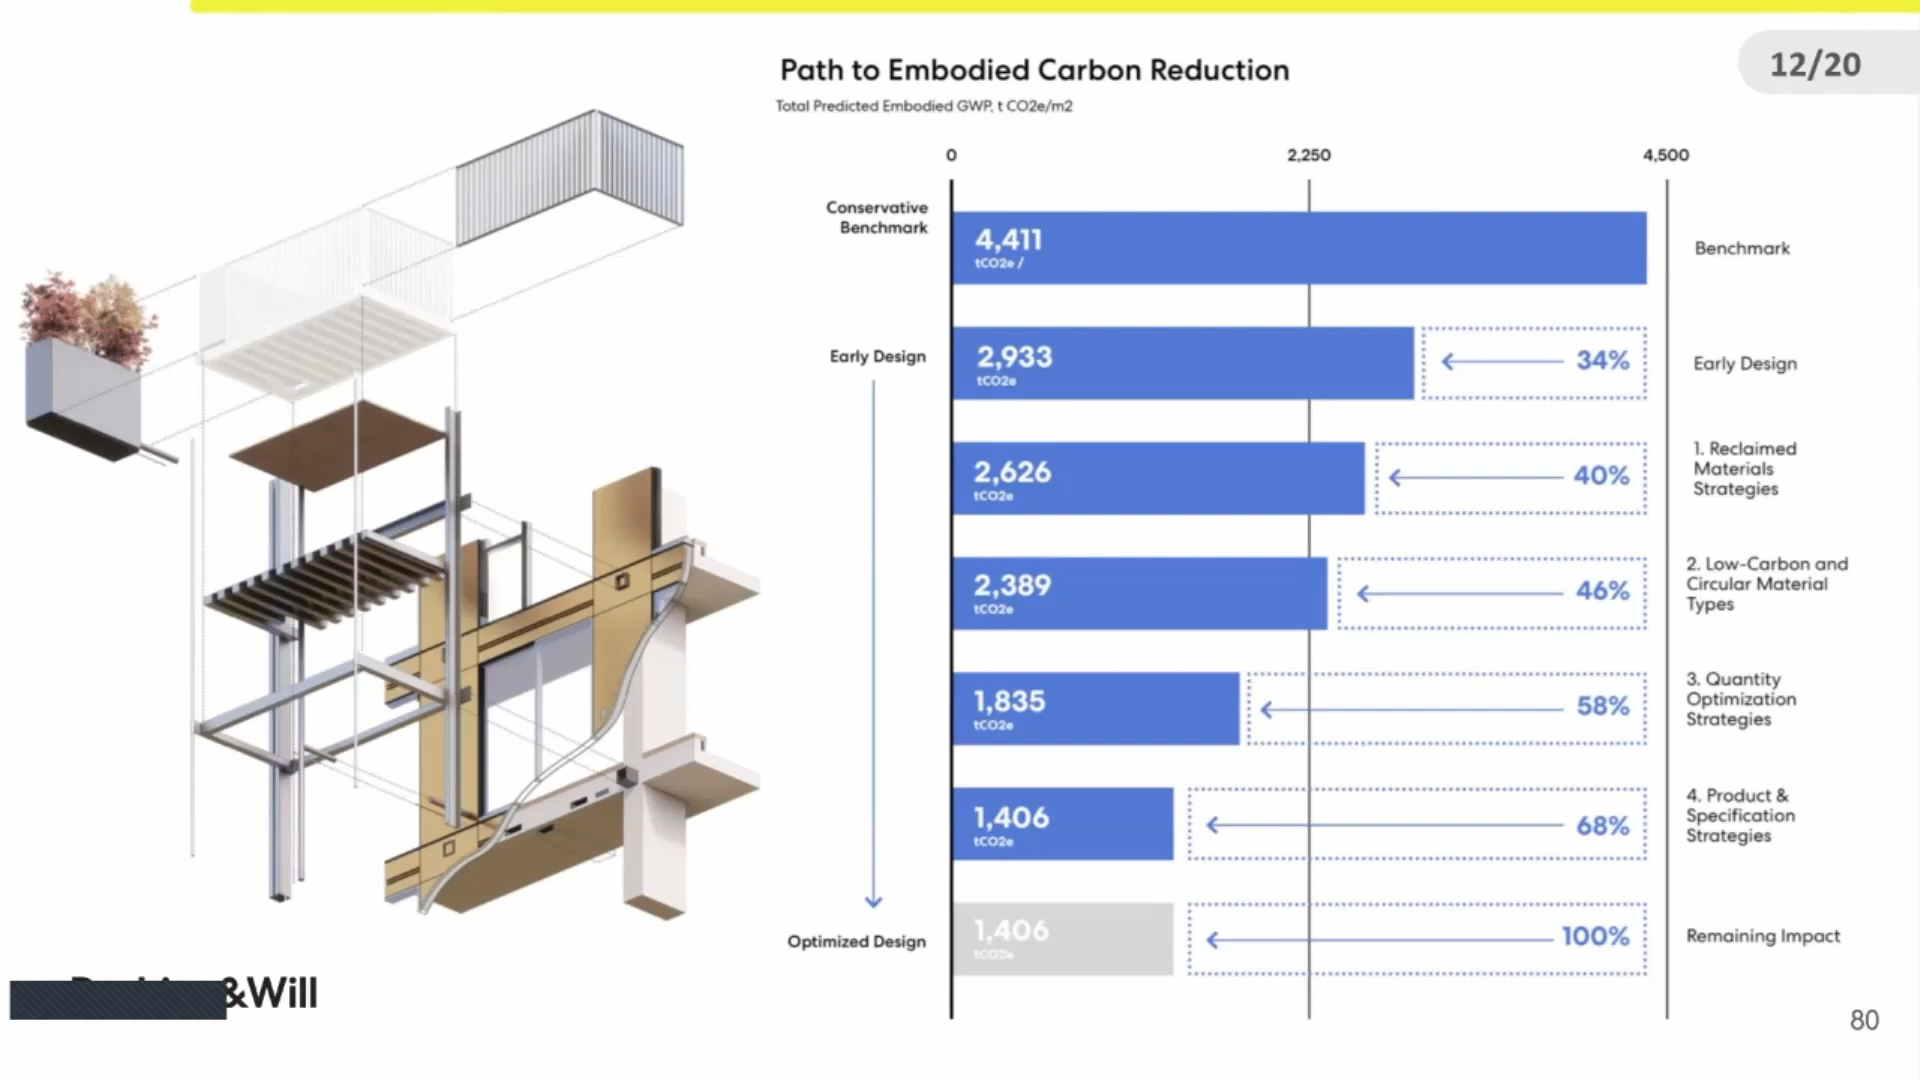 12/20
Path to Embodied Carbon Reduction
Total Predicted Embodied GWP, t CO2e/m2
0
2,250
4,500
Conservative
Benchmark
4,411
tCO2e /
Benchmark
Early Design
2,933
tCO2e
34%
Early Design
2,626
tCO2e
40%
1. Reclaimed
Materials
Strategies
2,389
tCO2e
46%
2. Low-Carbon and
Circular Material
Types
1,835
tCO2e
58%
3. Quantity
Optimization
Strategies
1,406
tCO2e
68%
4. Product &
Specification
Strategies
Optimized Design
1,406
tCO2e
100%
Remaining Impact
&Will
80